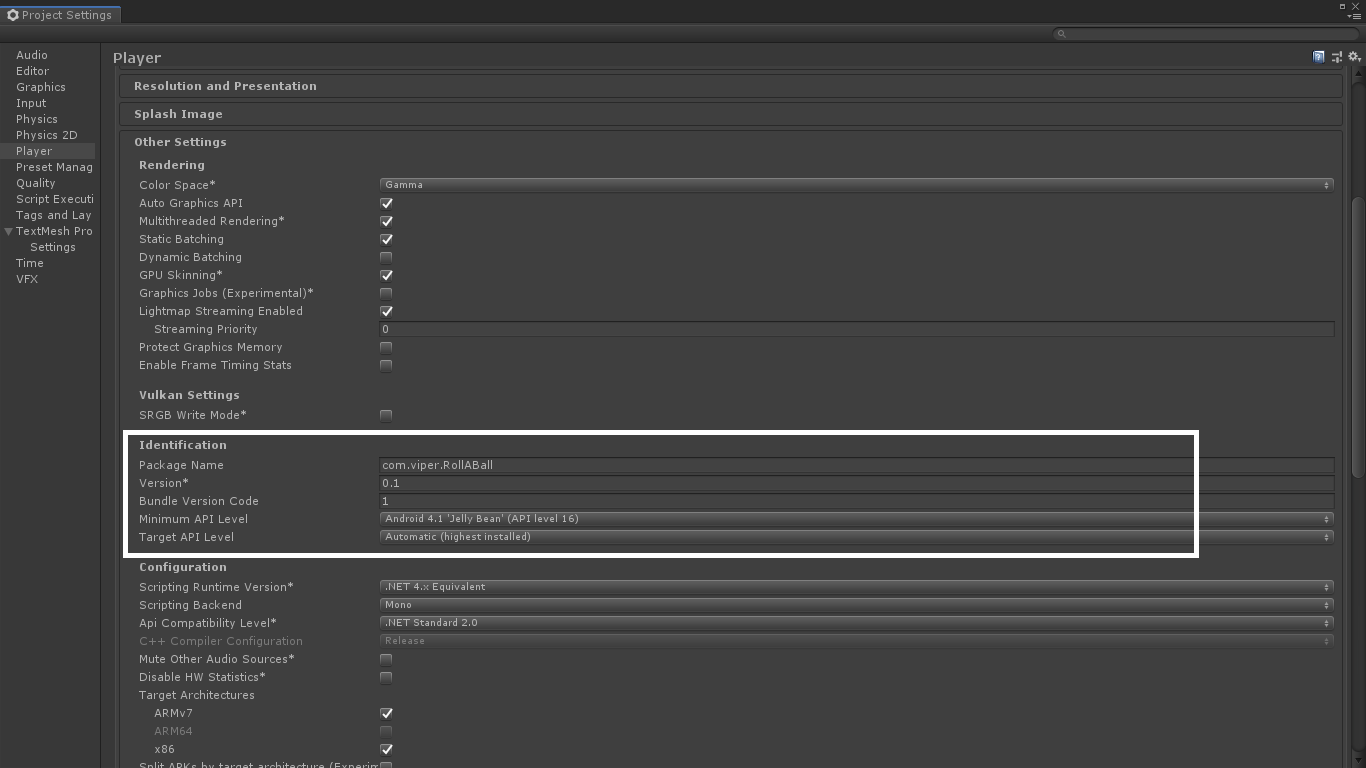 Project Settings
Audio
Editor
Graphics
Input
Physics
Physics 2D
Player
Preset Manag
Quality
Script Executi
Tags and Lay
TextMesh Pro
Settings
Time
VFX
Player
Resolution and Presentation
Splash Image
Other Settings
Rendering
Color Space* Gamma
Auto Graphics API
Multithreaded Rendering*
Static Batching
Dynamic Batching
GPU Skinning*
Graphics Jobs (Experimental)*
Lightmap Streaming Enabled
Streaming Priority 0
Protect Graphics Memory
Enable Frame Timing Stats
Vulkan Settings
SRGB Write Mode*
Identification
Package Name com.viper.RollABall
Version* 0.1
Bundle Version Code 1
Minimum API Level Android 4.1 'Jelly Bean' (API level 16)
Target API Level Automatic (highest installed)
Configuration
Scripting Runtime Version* .NET 4.x Equivalent
Scripting Backend Mono
Api Compatibility Level* .NET Standard 2.0
C++ Compiler Configuration Release
Mute Other Audio Sources*
Disable HW Statistics*
Target Architectures
ARMv7
ARM64
x86
Split APKs by target architecture (Experim